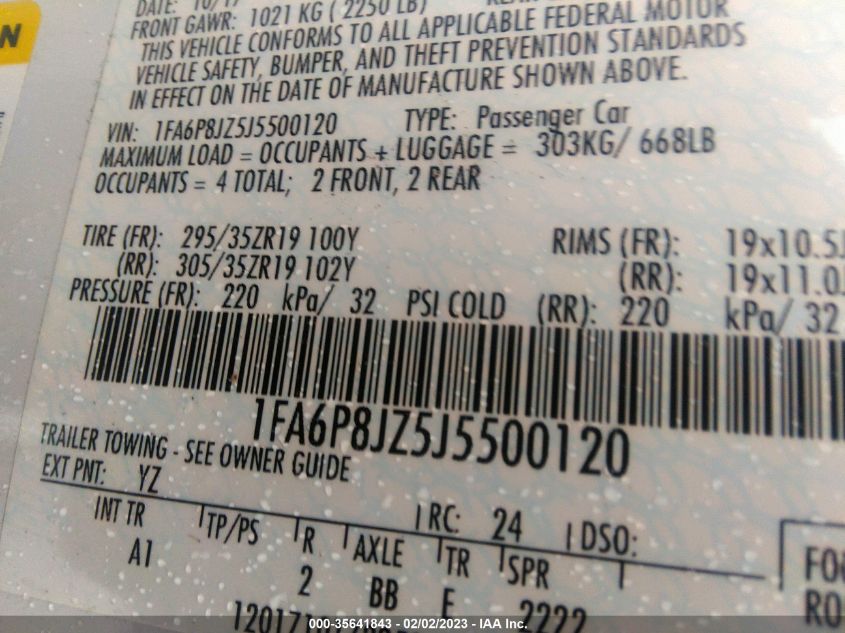 DATE: 10/17
FRONT GAWR: 1021 KG ( 2250 LB)
THIS VEHICLE CONFORMS TO ALL APPLICABLE FEDERAL MOTOR
VEHICLE SAFETY, BUMPER, AND THEFT PREVENTION STANDARDS
IN EFFECT ON THE DATE OF MANUFACTURE SHOWN ABOVE.
VIN: 1FA6P8JZ5J5500120 TYPE: Passenger Car
MAXIMUM LOAD = OCCUPANTS + LUGGAGE = 303KG/ 668LB
OCCUPANTS = 4 TOTAL; 2 FRONT, 2 REAR
TIRE (FR): 295/35ZR19 100Y RIMS (FR): 19x10.5J
(RR): 305/35ZR19 102Y (RR): 19x11.0J
PRESSURE (FR): 220 kPa/ 32 PSI COLD (RR): 220 kPa/ 32
1FA6P8JZ5J5500120
TRAILER TOWING - SEE OWNER GUIDE
EXT PNT: YZ RC: 24 DSO:
INT TR TP/PS R AXLE TR SPR
A1 2 BB E 2222
000-35641843 - 02/02/2023 - IAA Inc.